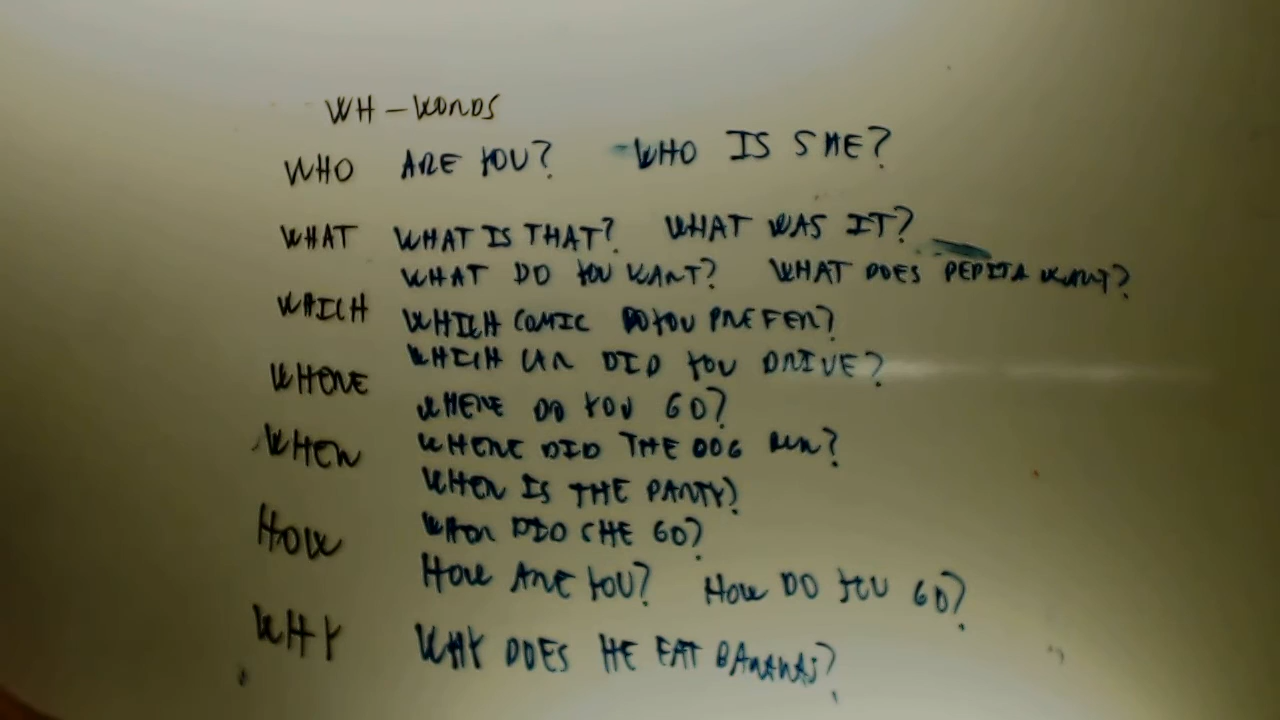 WH-WORDS
WHO ARE YOU? WHO IS SHE?
WHAT WHAT IS THAT? WHAT WAS IT?
WHAT DO YOU WANT? WHAT DOES PEPITA WANT?
WHICH WHICH COMIC DO YOU PREFER?
WHICH CAR DID YOU DRIVE?
WHERE
WHERE DO YOU GO?
WHEN WHERE DID THE DOG RUN?
WHEN IS THE PARTY?
HOW WHEN DID SHE GO?
HOW ARE YOU? HOW DO YOU GO?
WHY WHY DOES HE EAT BANANAS?